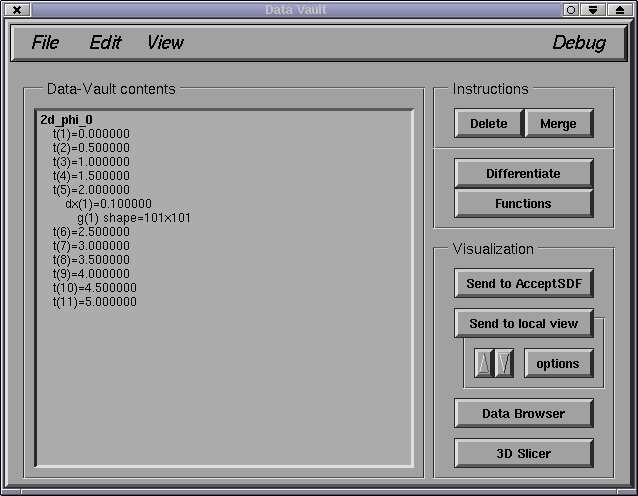 Data Vault
File Edit View Debug
Data-Vault contents
2d_phi_0
t(1)=0.000000
t(2)=0.500000
t(3)=1.000000
t(4)=1.500000
t(5)=2.000000
dx(1)=0.100000
g(1) shape=101x101
t(6)=2.500000
t(7)=3.000000
t(8)=3.500000
t(9)=4.000000
t(10)=4.500000
t(11)=5.000000
Instructions
Delete Merge
Differentiate
Functions
Visualization
Send to AcceptSDF
Send to local view
options
Data Browser
3D Slicer